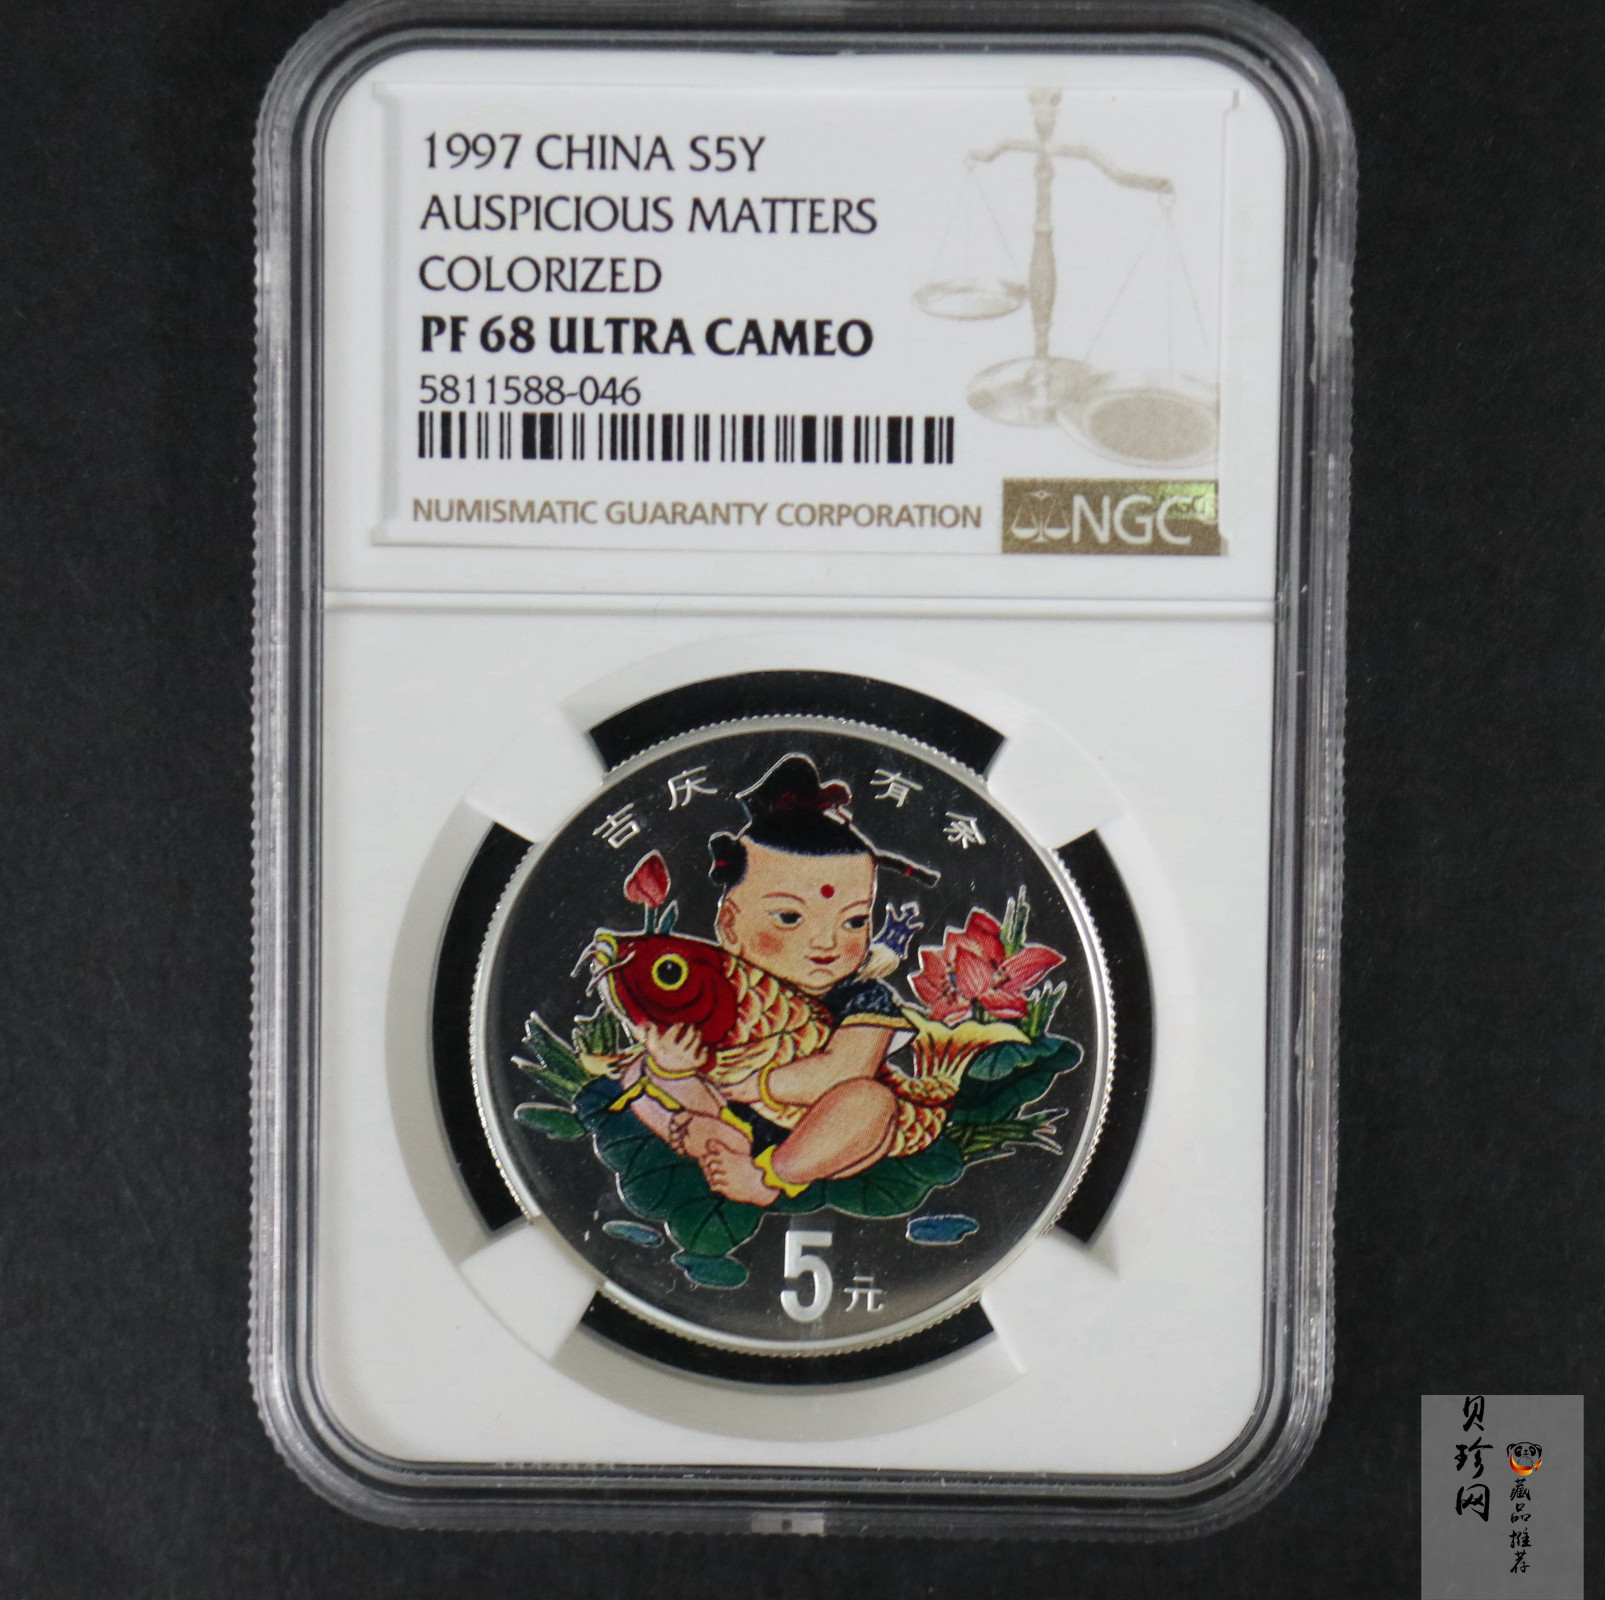 1997 CHINA S5Y
AUSPICIOUS MATTERS
COLORIZED
PF 68 ULTRA CAMEO
5811588-046
NUMISMATIC GUARANTY CORPORATION
NGC
吉庆有余
5元
贝珍网
藏品推荐